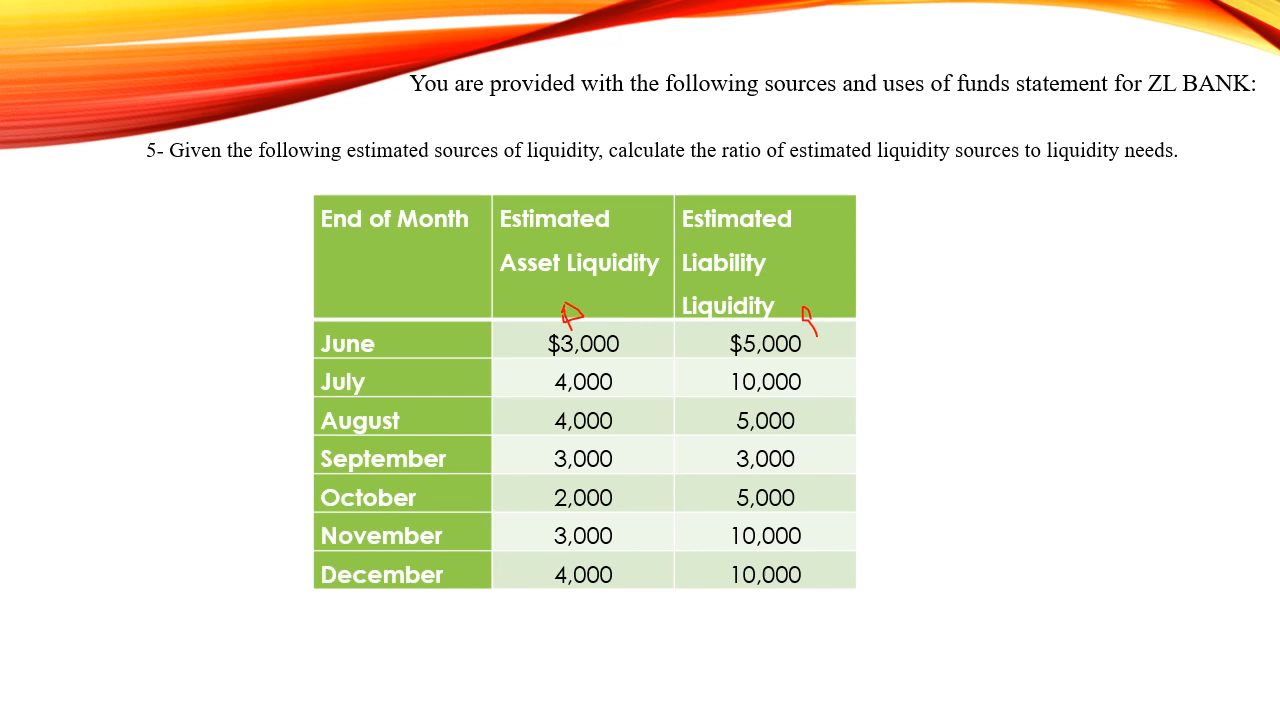 You are provided with the following sources and uses of funds statement for ZL BANK:
5- Given the following estimated sources of liquidity, calculate the ratio of estimated liquidity sources to liquidity needs.
End of Month Estimated Estimated
Asset Liquidity Liability
Liquidity
June $3,000 $5,000
July 4,000 10,000
August 4,000 5,000
September 3,000 3,000
October 2,000 5,000
November 3,000 10,000
December 4,000 10,000